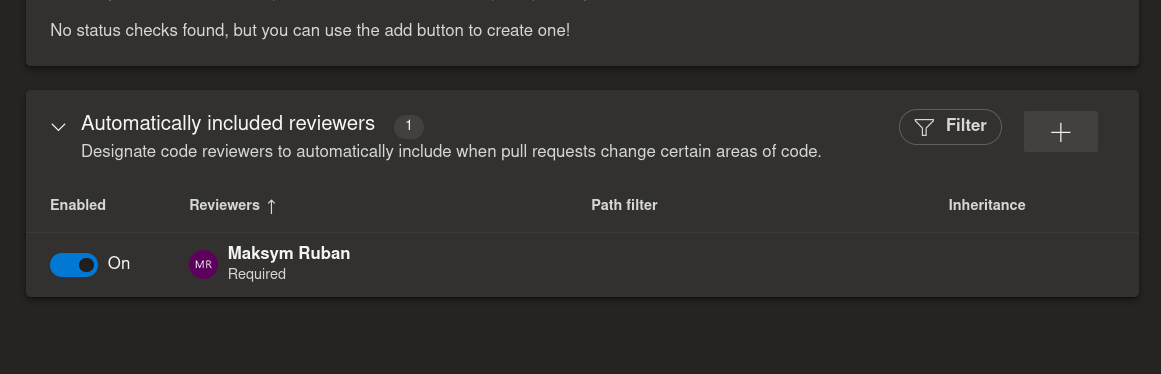 No status checks found, but you can use the add button to create one!
Automatically included reviewers 1
Filter
Designate code reviewers to automatically include when pull requests change certain areas of code.
Enabled Reviewers ↑ Path filter Inheritance
On MR Maksym Ruban
Required